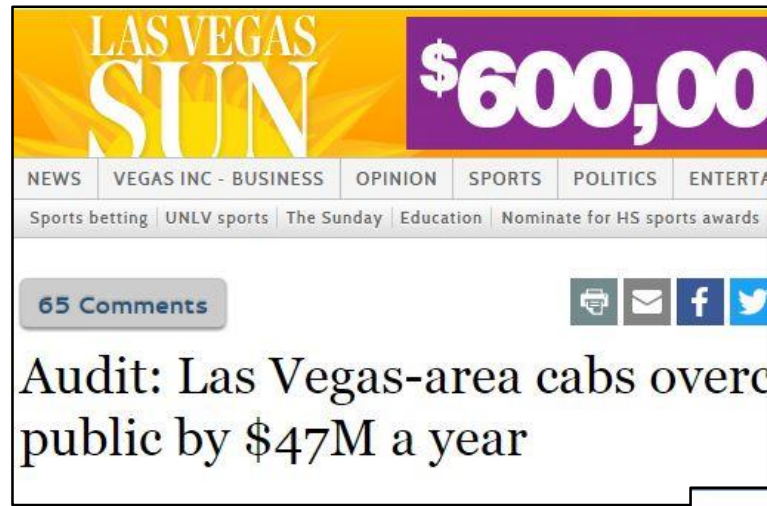 LAS VEGAS
SUN
$600,00
NEWS VEGAS INC - BUSINESS OPINION SPORTS POLITICS ENTERTA
Sports betting UNLV sports The Sunday Education Nominate for HS sports awards
65 Comments
Audit: Las Vegas-area cabs overc
public by $47M a year